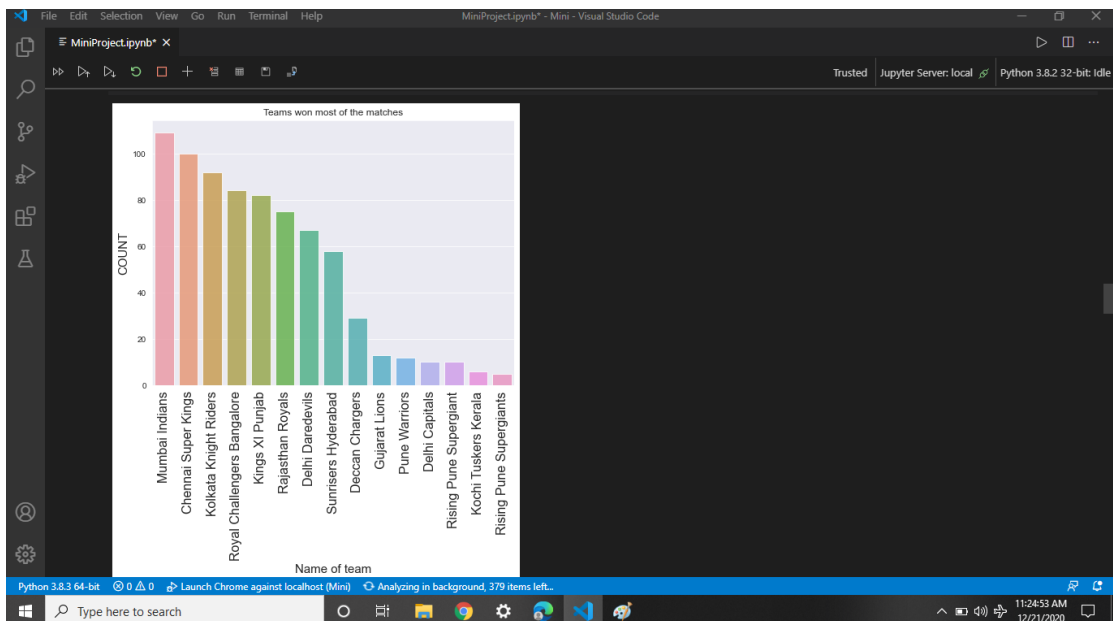 File Edit Selection View Go Run Terminal Help MiniProject.ipynb* - Mini - Visual Studio Code
MiniProject.ipynb*
Trusted Jupyter Server: local Python 3.8.2 32-bit: Idle
Teams won most of the matches
100
80
60
40
20
0
COUNT
Mumbai Indians
Chennai Super Kings
Kolkata Knight Riders
Royal Challengers Bangalore
Kings XI Punjab
Rajasthan Royals
Delhi Daredevils
Sunrisers Hyderabad
Deccan Chargers
Gujarat Lions
Pune Warriors
Delhi Capitals
Rising Pune Supergiant
Kochi Tuskers Kerala
Rising Pune Supergiants
Name of team
Python 3.8.3 64-bit 0 0 Launch Chrome against localhost (Mini) Analyzing in background, 379 items left...
Type here to search
11:24:53 AM
12/21/2020